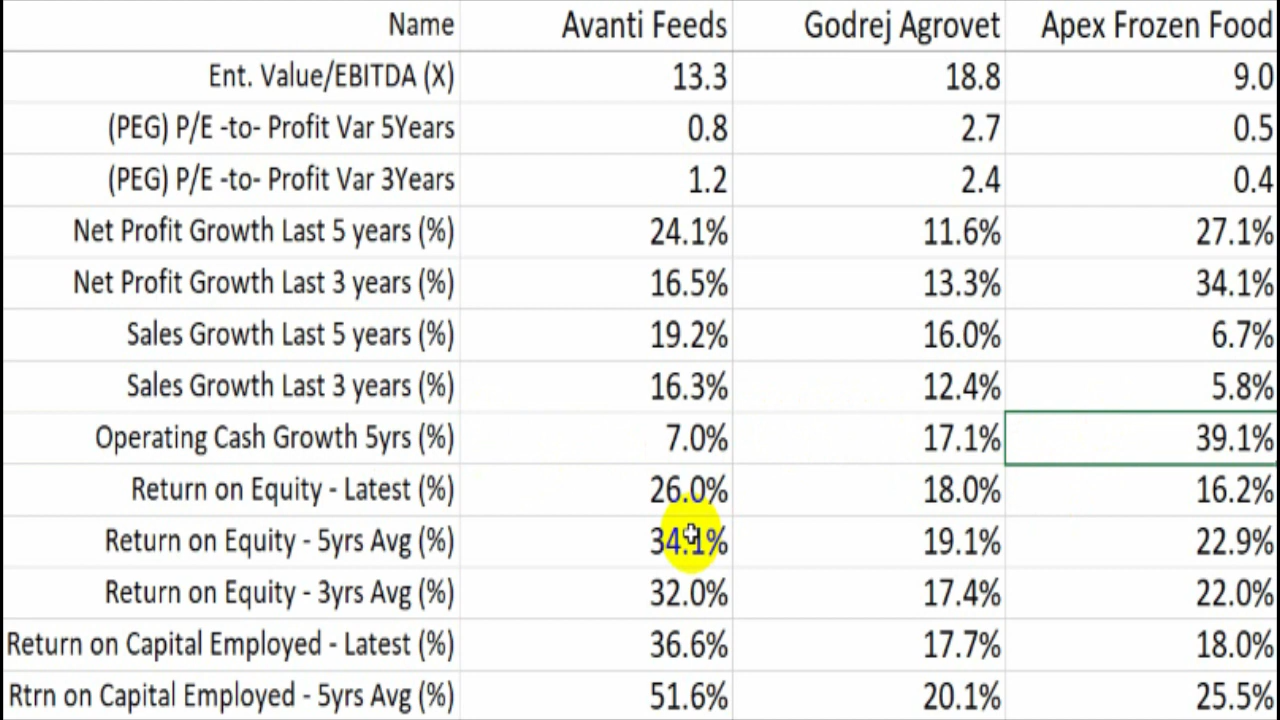 Name Avanti Feeds Godrej Agrovet Apex Frozen Food
Ent. Value/EBITDA (X) 13.3 18.8 9.0
(PEG) P/E -to- Profit Var 5Years 0.8 2.7 0.5
(PEG) P/E -to- Profit Var 3Years 1.2 2.4 0.4
Net Profit Growth Last 5 years (%) 24.1% 11.6% 27.1%
Net Profit Growth Last 3 years (%) 16.5% 13.3% 34.1%
Sales Growth Last 5 years (%) 19.2% 16.0% 6.7%
Sales Growth Last 3 years (%) 16.3% 12.4% 5.8%
Operating Cash Growth 5yrs (%) 7.0% 17.1% 39.1%
Return on Equity - Latest (%) 26.0% 18.0% 16.2%
Return on Equity - 5yrs Avg (%) 34.1% 19.1% 22.9%
Return on Equity - 3yrs Avg (%) 32.0% 17.4% 22.0%
Return on Capital Employed - Latest (%) 36.6% 17.7% 18.0%
Rtrn on Capital Employed - 5yrs Avg (%) 51.6% 20.1% 25.5%